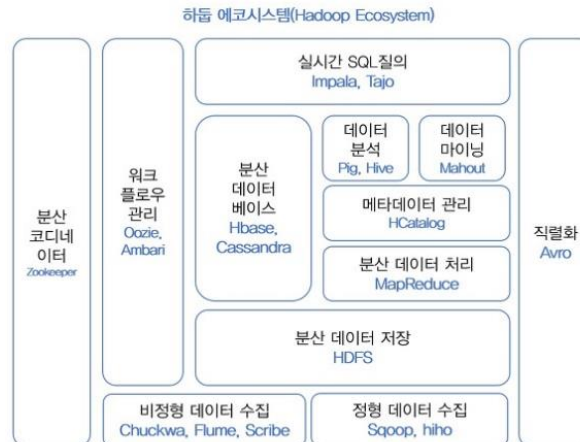 하둡 에코시스템(Hadoop Ecosystem)
실시간 SQL질의
Impala, Tajo
분산
코디네
이터
Zookeeper
워크
플로우
관리
Oozie,
Ambari
분산
데이터
베이스
Hbase,
Cassandra
데이터
분석
Pig, Hive
데이터
마이닝
Mahout
메타데이터 관리
HCatalog
분산 데이터 처리
MapReduce
직렬화
Avro
분산 데이터 저장
HDFS
비정형 데이터 수집
Chuckwa, Flume, Scribe
정형 데이터 수집
Sqoop, hiho